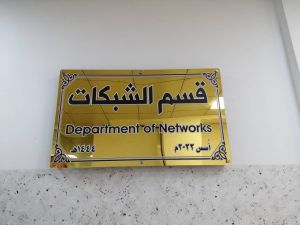 قسم الشبكات
Department of Networks
أسس ٢٠٢٢م ١٤٤٤هـ